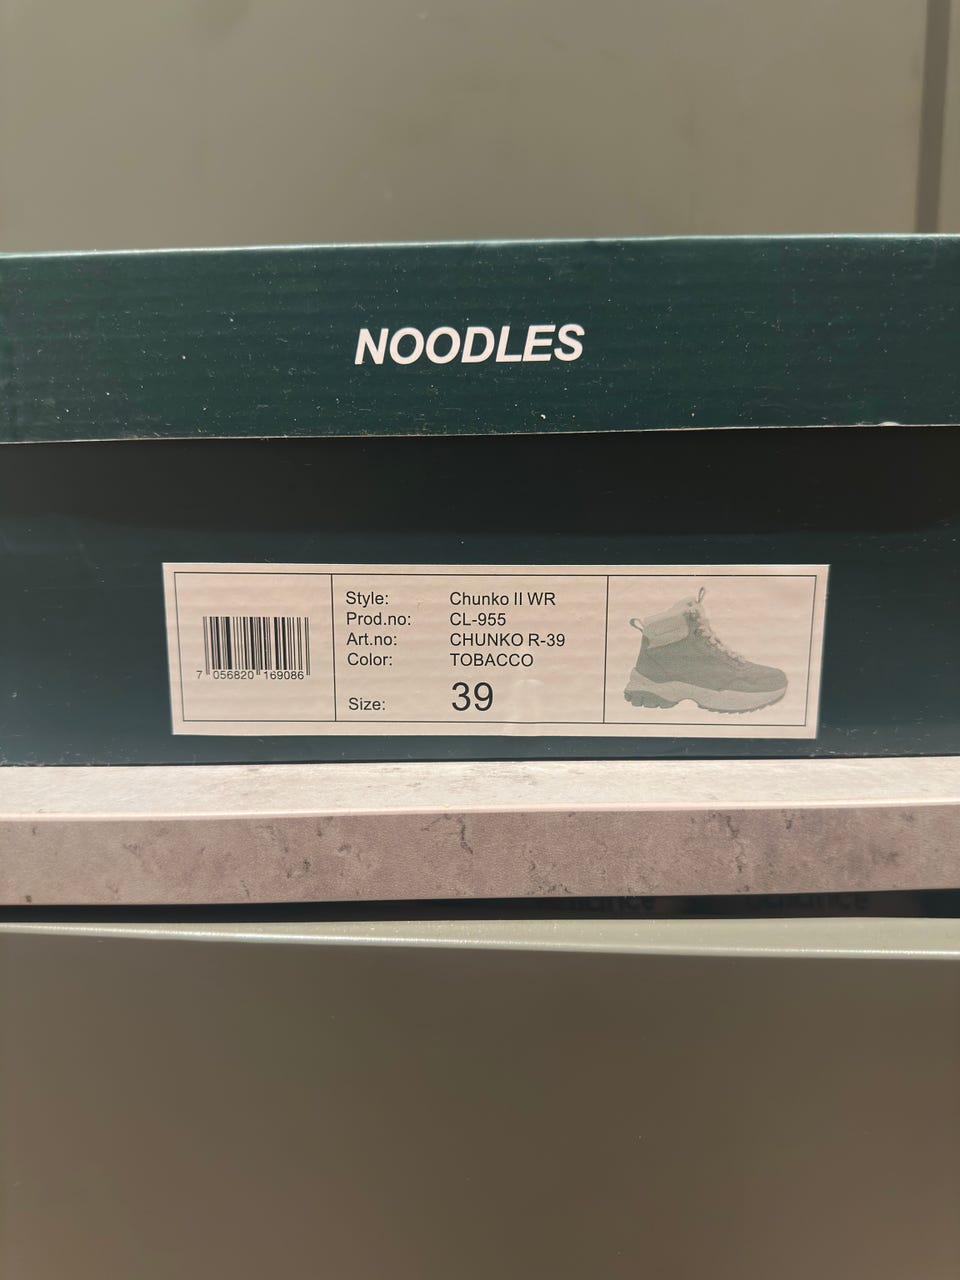 NOODLES
Style: Chunko II WR
Prod.no: CL-955
Art.no: CHUNKO R-39
Color: TOBACCO
Size: 39
7 056820 169086